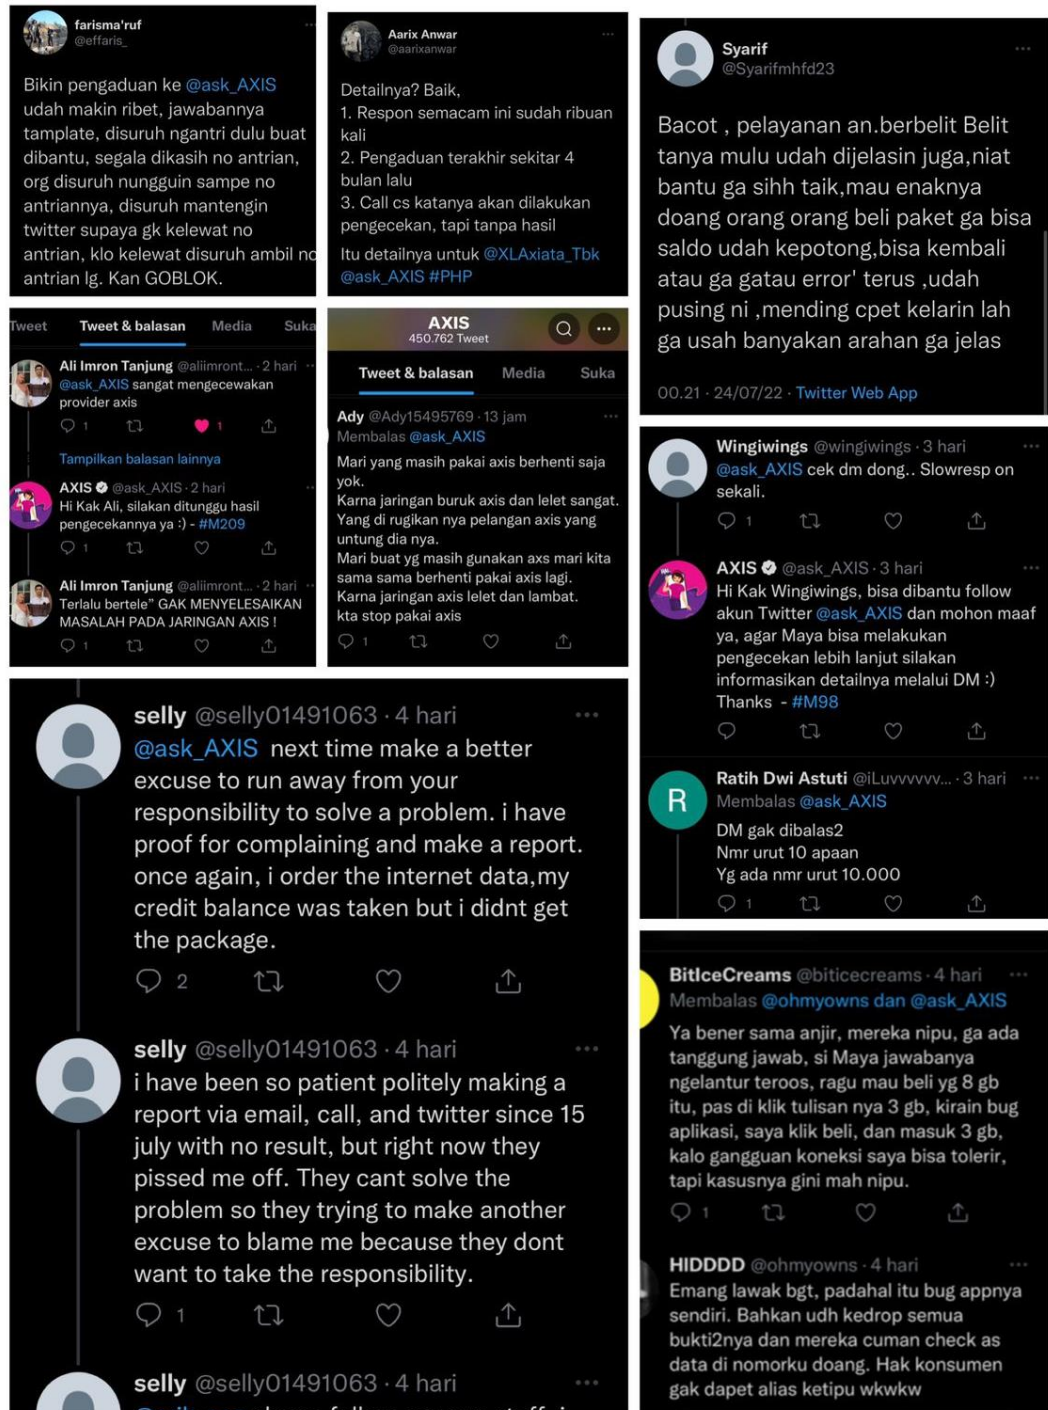 farisma'ruf
@effaris_
Bikin pengaduan ke @ask_AXIS
udah makin ribet, jawabannya
tamplate, disuruh ngantri dulu buat
dibantu, segala dikasih no antrian,
org disuruh nungguin sampe no
antriannya, disuruh mantengin
twitter supaya gk kelewat no
antrian, klo kelewat disuruh ambil no
antrian lg. Kan GOBLOK.
Aarix Anwar
@aarixanwar
Detailnya? Baik,
1. Respon semacam ini sudah ribuan
kali
2. Pengaduan terakhir sekitar 4
bulan lalu
3. Call cs katanya akan dilakukan
pengecekan, tapi tanpa hasil
Itu detailnya untuk @XLAxiata_Tbk
@ask_AXIS #PHP
Syarif
@Syarifmhfd23
Bacot , pelayanan an.berbelit Belit
tanya mulu udah dijelasin juga,niat
bantu ga sihh taik,mau enaknya
doang orang orang beli paket ga bisa
saldo udah kepotong,bisa kembali
atau ga gatau error' terus ,udah
pusing ni ,mending cpet kelarin lah
ga usah banyakan arahan ga jelas
00.21 · 24/07/22 · Twitter Web App
Tweet Tweet & balasan Media Suka
Ali Imron Tanjung @aliimront... · 2 hari
@ask_AXIS sangat mengecewakan
provider axis
1 1
Tampilkan balasan lainnya
AXIS @ask_AXIS · 2 hari
Hi Kak Ali, silakan ditunggu hasil
pengecekannya ya :) - #M209
1
Ali Imron Tanjung @aliimront... · 2 hari
Terlalu bertele" GAK MENYELESAIKAN
MASALAH PADA JARINGAN AXIS !
1
AXIS
450.762 Tweet
Tweet & balasan Media Suka
Ady @Ady15495769 · 13 jam
Membalas @ask_AXIS
Mari yang masih pakai axis berhenti saja
yok.
Karna jaringan buruk axis dan lelet sangat.
Yang di rugikan nya pelangan axis yang
untung dia nya.
Mari buat yg masih gunakan axs mari kita
sama sama berhenti pakai axis lagi.
Karna jaringan axis lelet dan lambat.
kta stop pakai axis
1
Wingiwings @wingiwings · 3 hari
@ask_AXIS cek dm dong.. Slowresp on
sekali.
1
AXIS @ask_AXIS · 3 hari
Hi Kak Wingiwings, bisa dibantu follow
akun Twitter @ask_AXIS dan mohon maaf
ya, agar Maya bisa melakukan
pengecekan lebih lanjut silakan
informasikan detailnya melalui DM :)
Thanks - #M98
R
Ratih Dwi Astuti @iLuvvvvvv... · 3 hari
Membalas @ask_AXIS
DM gak dibalas2
Nmr urut 10 apaan
Yg ada nmr urut 10.000
1
selly @selly01491063 · 4 hari
@ask_AXIS next time make a better
excuse to run away from your
responsibility to solve a problem. i have
proof for complaining and make a report.
once again, i order the internet data,my
credit balance was taken but i didnt get
the package.
2
selly @selly01491063 · 4 hari
i have been so patient politely making a
report via email, call, and twitter since 15
july with no result, but right now they
pissed me off. They cant solve the
problem so they trying to make another
excuse to blame me because they dont
want to take the responsibility.
1
selly @selly01491063 · 4 hari
BitIceCreams @biticecreams · 4 hari
Membalas @ohmyowns dan @ask_AXIS
Ya bener sama anjir, mereka nipu, ga ada
tanggung jawab, si Maya jawabanya
ngelantur teroos, ragu mau beli yg 8 gb
itu, pas di klik tulisan nya 3 gb, kirain bug
aplikasi, saya klik beli, dan masuk 3 gb,
kalo gangguan koneksi saya bisa tolerir,
tapi kasusnya gini mah nipu.
1
HIDDDD @ohmyowns · 4 hari
Emang lawak bgt, padahal itu bug appnya
sendiri. Bahkan udh kedrop semua
bukti2nya dan mereka cuman check as
data di nomorku doang. Hak konsumen
gak dapet alias ketipu wkwkw